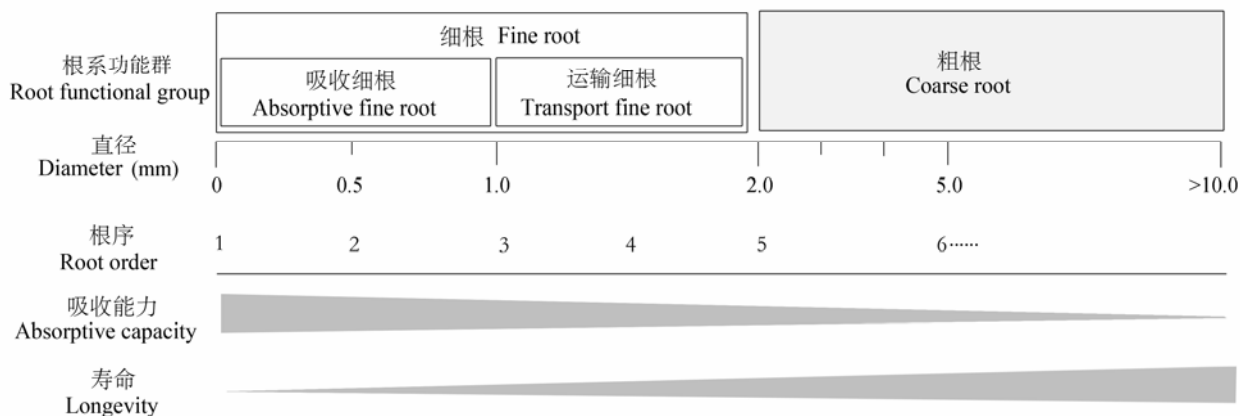 细根 Fine root
根系功能群
Root functional group
吸收细根
Absorptive fine root
运输细根
Transport fine root
粗根
Coarse root
直径
Diameter (mm)
0 0.5 1.0 2.0 5.0 >10.0
根序
Root order
1 2 3 4 5 6······
吸收能力
Absorptive capacity
寿命
Longevity